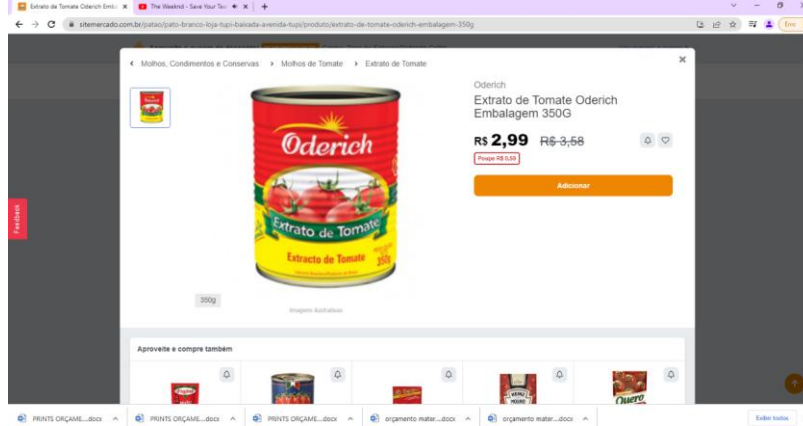 Extrato de Tomate Oderich Emb
The Weeknd - Save Your Tea
sitemercado.com.br/patao/pato-branco-loja-tupi-baixada-avenida-tupi/produto/extrato-de-tomate-oderich-embalagem-350g
Molhos, Condimentos e Conservas > Molhos de Tomate > Extrato de Tomate
Oderich
Extrato de Tomate Oderich
Embalagem 350G
R$ 2,99 R$ 3,58
Poupe R$ 0,59
Adicionar
Feedback
Oderich
Extrato de Tomate
Extracto de Tomate
350g
350g
Imagens ilustrativas
Aproveite e compre também
HEINZ
Quero
PRINTS ORÇAME....docx
PRINTS ORÇAME....docx
PRINTS ORÇAME....docx
orçamento mater....docx
orçamento mater....docx
Exibir todos